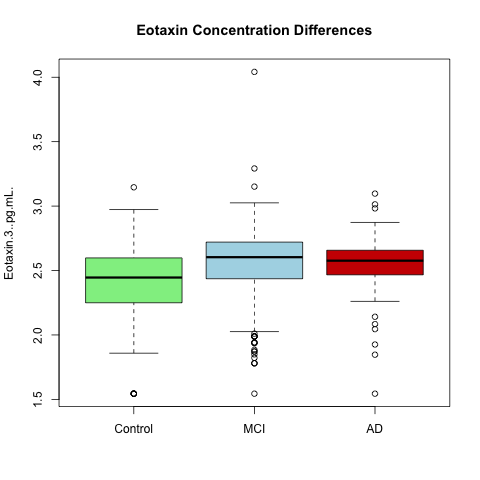 Eotaxin Concentration Differences
Eotaxin.3..pg.mL.
4.0
3.5
3.0
2.5
2.0
1.5
Control MCI AD